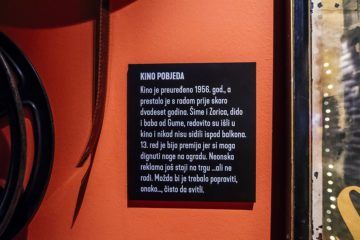 KINO POBJEDA
Kino je preuređeno 1956. god., a
prestalo je s radom prije skoro
dvadeset godina. Šime i Zorica, dido
i baba od Gume, redovito su išli u
kino i nikad nisu sidili ispod balkona.
13. red je bija premija jer si moga
dignuti noge na ogradu. Neonska
reklama još stoji na trgu ...ali ne
radi. Možda bi je trebalo popraviti,
onako..., čisto da svitli.